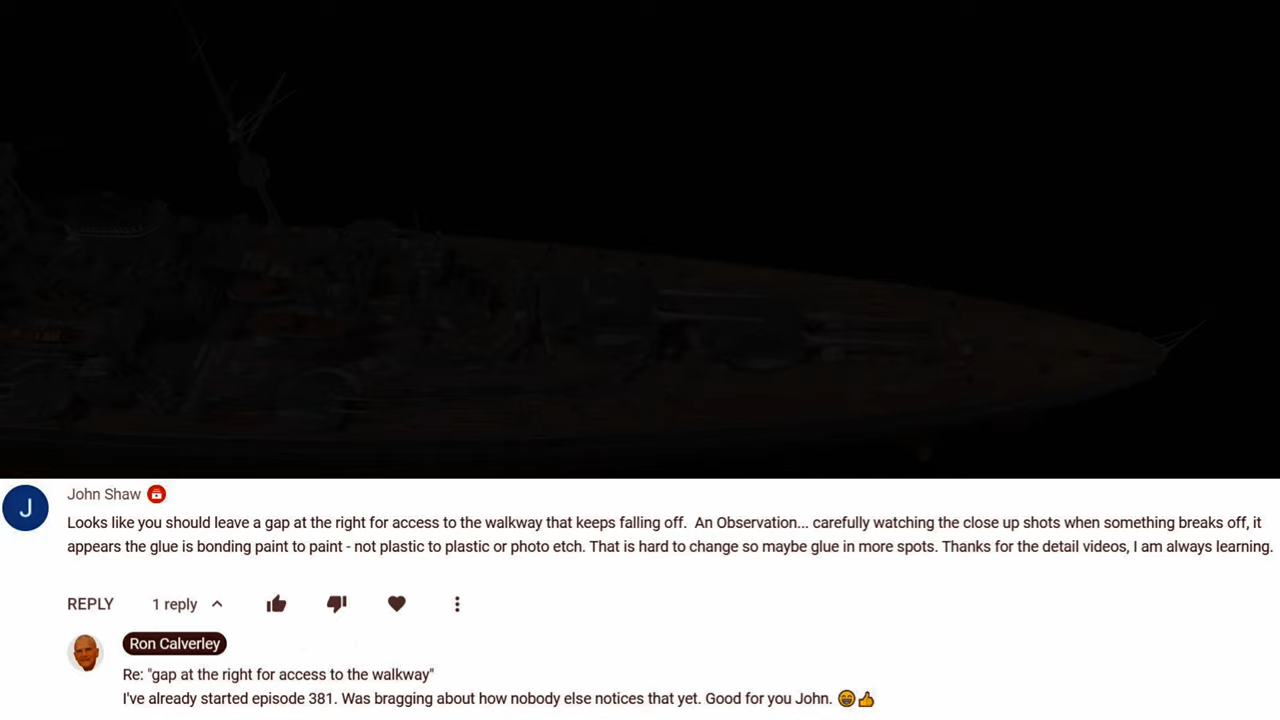 John Shaw
J
Looks like you should leave a gap at the right for access to the walkway that keeps falling off.  An Observation... carefully watching the close up shots when something breaks off, it
appears the glue is bonding paint to paint - not plastic to plastic or photo etch. That is hard to change so maybe glue in more spots. Thanks for the detail videos, I am always learning.
REPLY 1 reply
Ron Calverley
Re: "gap at the right for access to the walkway"
I've already started episode 381. Was bragging about how nobody else notices that yet. Good for you John. 😁👍